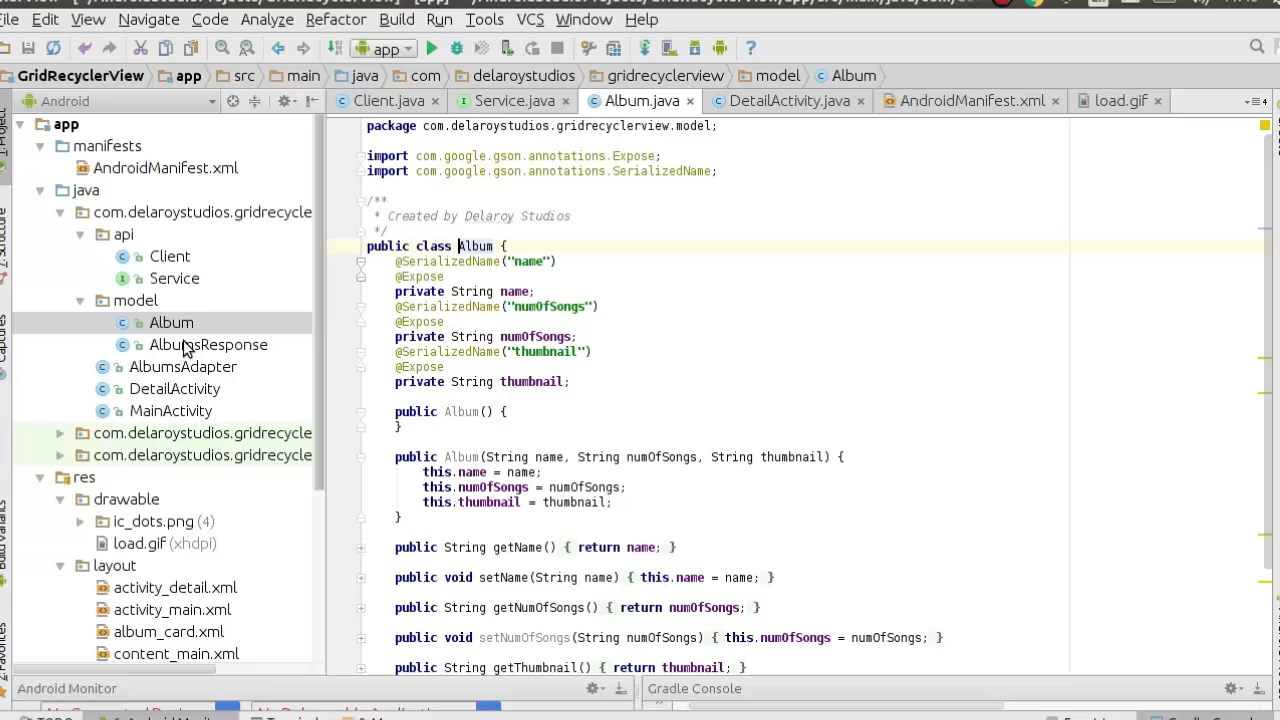 File Edit View Navigate Code Analyze Refactor Build Run Tools VCS Window Help
app
GridRecyclerView app src main java com delaroystudios gridrecyclerview model Album
Android
Client.java Service.java Album.java DetailActivity.java AndroidManifest.xml load.gif
app
manifests
AndroidManifest.xml
java
com.delaroystudios.gridrecycle
api
Client
Service
model
Album
AlbumsResponse
AlbumsAdapter
DetailActivity
MainActivity
com.delaroystudios.gridrecycle
com.delaroystudios.gridrecycle
res
drawable
ic_dots.png (4)
load.gif (xhdpi)
layout
activity_detail.xml
activity_main.xml
album_card.xml
content_main.xml
package com.delaroystudios.gridrecyclerview.model;
import com.google.gson.annotations.Expose;
import com.google.gson.annotations.SerializedName;
/**
* Created by Delaroy Studios
*/
public class Album {
@SerializedName("name")
@Expose
private String name;
@SerializedName("numOfSongs")
@Expose
private String numOfSongs;
@SerializedName("thumbnail")
@Expose
private String thumbnail;
public Album() {
}
public Album(String name, String numOfSongs, String thumbnail) {
this.name = name;
this.numOfSongs = numOfSongs;
this.thumbnail = thumbnail;
}
public String getName() { return name; }
public void setName(String name) { this.name = name; }
public String getNumOfSongs() { return numOfSongs; }
public void setNumOfSongs(String numOfSongs) { this.numOfSongs = numOfSongs; }
public String getThumbnail() { return thumbnail; }
Android Monitor
Gradle Console